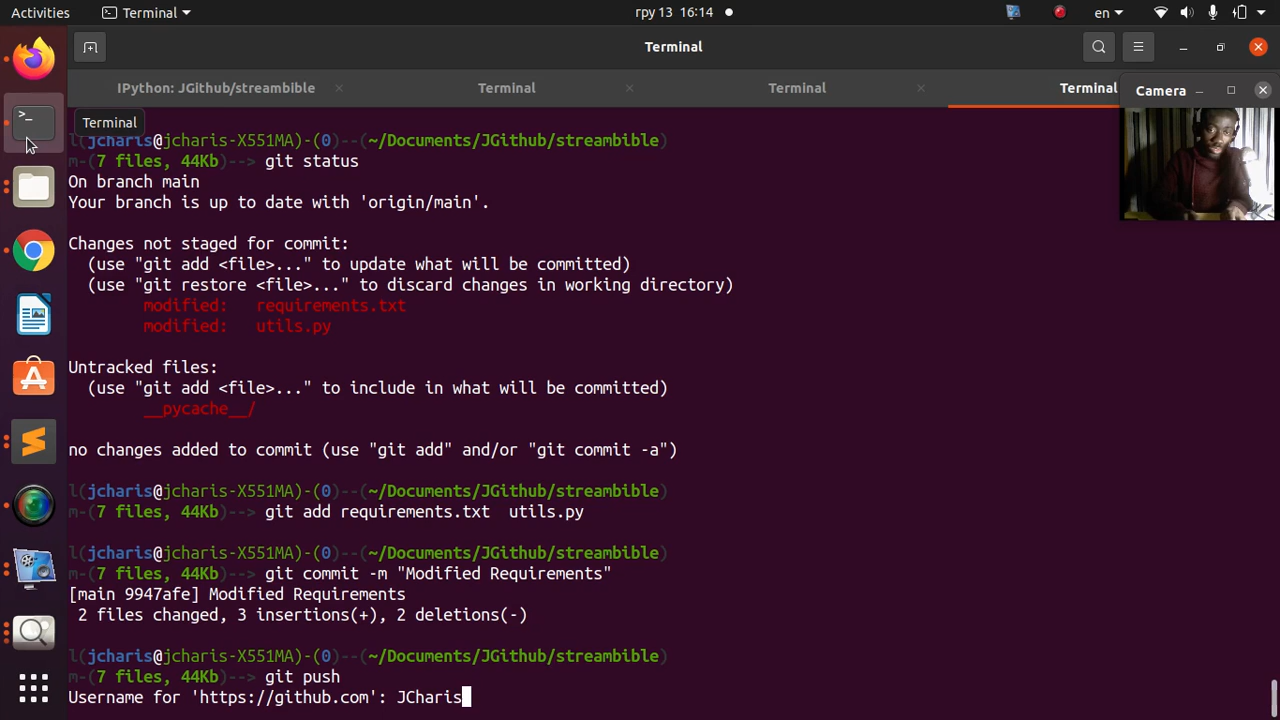 Activities
Terminal
гру 13 16:14
en
Terminal
IPython: JGithub/streambible
Terminal
Terminal
Terminal
Camera
Terminal
l(jcharis@jcharis-X551MA)-(0)--(~/Documents/JGithub/streambible)
m-(7 files, 44Kb)--> git status
On branch main
Your branch is up to date with 'origin/main'.
Changes not staged for commit:
(use "git add <file>..." to update what will be committed)
(use "git restore <file>..." to discard changes in working directory)
modified:   requirements.txt
modified:   utils.py
Untracked files:
(use "git add <file>..." to include in what will be committed)
__pycache__/
no changes added to commit (use "git add" and/or "git commit -a")
l(jcharis@jcharis-X551MA)-(0)--(~/Documents/JGithub/streambible)
m-(7 files, 44Kb)--> git add requirements.txt  utils.py
l(jcharis@jcharis-X551MA)-(0)--(~/Documents/JGithub/streambible)
m-(7 files, 44Kb)--> git commit -m "Modified Requirements"
[main 9947afe] Modified Requirements
2 files changed, 3 insertions(+), 2 deletions(-)
l(jcharis@jcharis-X551MA)-(0)--(~/Documents/JGithub/streambible)
m-(7 files, 44Kb)--> git push
Username for 'https://github.com': JCharis